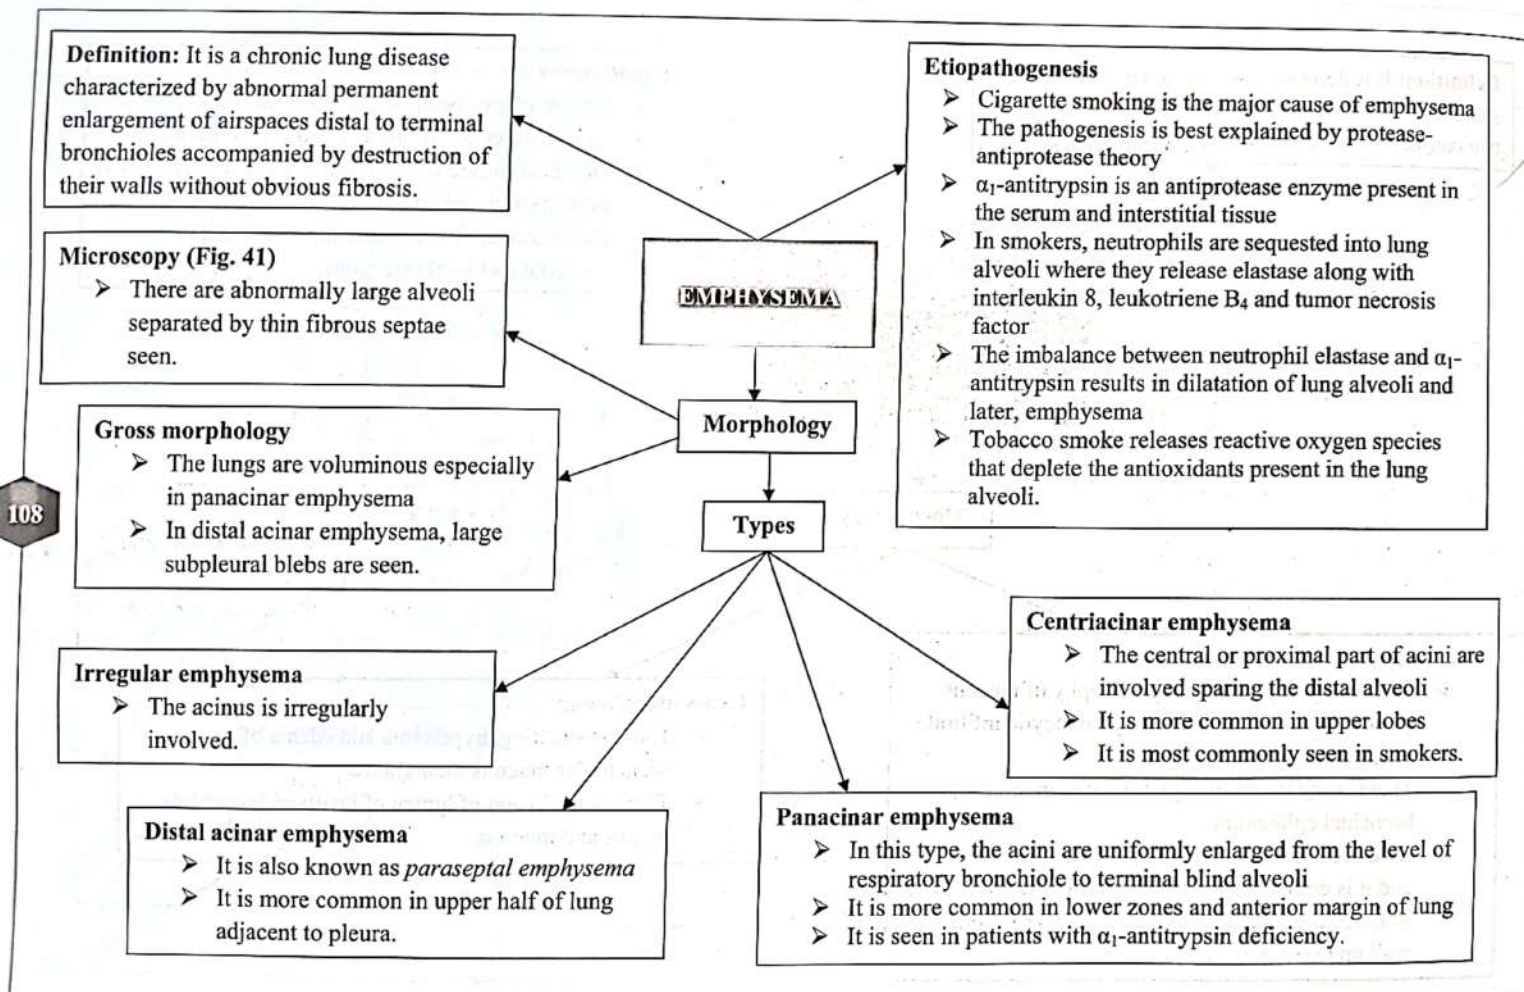 Definition: It is a chronic lung disease
characterized by abnormal permanent
enlargement of airspaces distal to terminal
bronchioles accompanied by destruction of
their walls without obvious fibrosis.
Etiopathogenesis
➤ Cigarette smoking is the major cause of emphysema
➤ The pathogenesis is best explained by protease-
antiprotease theory
➤ α₁-antitrypsin is an antiprotease enzyme present in
the serum and interstitial tissue
➤ In smokers, neutrophils are sequested into lung
alveoli where they release elastase along with
interleukin 8, leukotriene B₄ and tumor necrosis
factor
➤ The imbalance between neutrophil elastase and α₁-
antitrypsin results in dilatation of lung alveoli and
later, emphysema
➤ Tobacco smoke releases reactive oxygen species
that deplete the antioxidants present in the lung
alveoli.
Microscopy (Fig. 41)
➤ There are abnormally large alveoli
separated by thin fibrous septae
seen.
EMPHYSEMA
Morphology
Gross morphology
➤ The lungs are voluminous especially
in panacinar emphysema
➤ In distal acinar emphysema, large
subpleural blebs are seen.
108
Types
Irregular emphysema
➤ The acinus is irregularly
involved.
Centriacinar emphysema
➤ The central or proximal part of acini are
involved sparing the distal alveoli
➤ It is more common in upper lobes
➤ It is most commonly seen in smokers.
Distal acinar emphysema
➤ It is also known as paraseptal emphysema
➤ It is more common in upper half of lung
adjacent to pleura.
Panacinar emphysema
➤ In this type, the acini are uniformly enlarged from the level of
respiratory bronchiole to terminal blind alveoli
➤ It is more common in lower zones and anterior margin of lung
➤ It is seen in patients with α₁-antitrypsin deficiency.